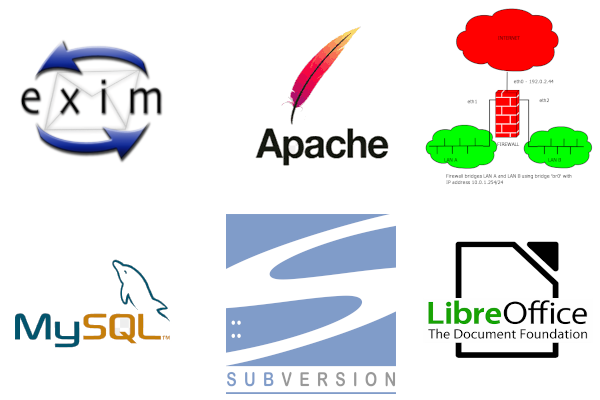 exim
Apache
INTERNET
eth0 - 192.0.2.44
eth1
eth2
FIREWALL
LAN A
LAN B
Firewall bridges LAN A and LAN B using bridge 'br0' with
IP address 10.0.1.254/24
MySQL™
SUBVERSION
LibreOffice
The Document Foundation